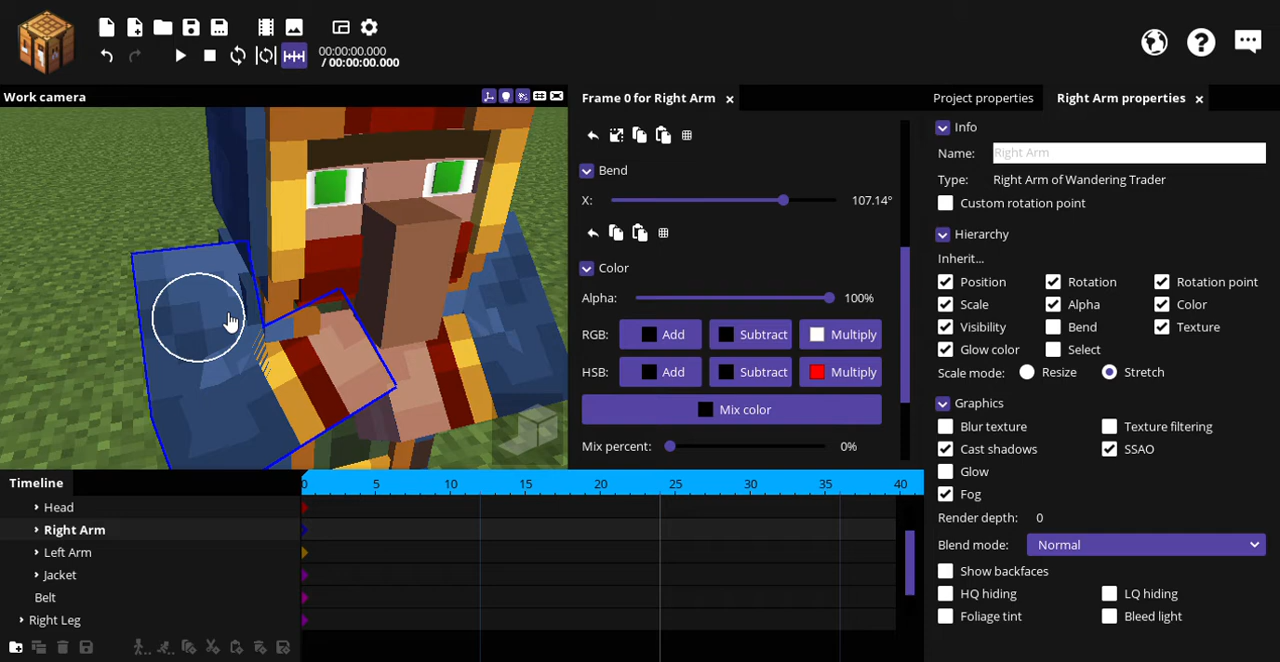 00:00:00.000
/ 00:00:00.000
Work camera
Frame 0 for Right Arm
Bend
X: 107.14°
Color
Alpha: 100%
RGB: Add Subtract Multiply
HSB: Add Subtract Multiply
Mix color
Mix percent: 0%
Project properties Right Arm properties
Info
Name: Right Arm
Type: Right Arm of Wandering Trader
Custom rotation point
Hierarchy
Inherit...
Position Rotation Rotation point
Scale Alpha Color
Visibility Bend Texture
Glow color Select
Scale mode: Resize Stretch
Graphics
Blur texture Texture filtering
Cast shadows SSAO
Glow
Fog
Render depth: 0
Blend mode: Normal
Show backfaces
HQ hiding LQ hiding
Foliage tint Bleed light
Timeline 0 5 10 15 20 25 30 35 40
Head
Right Arm
Left Arm
Jacket
Belt
Right Leg